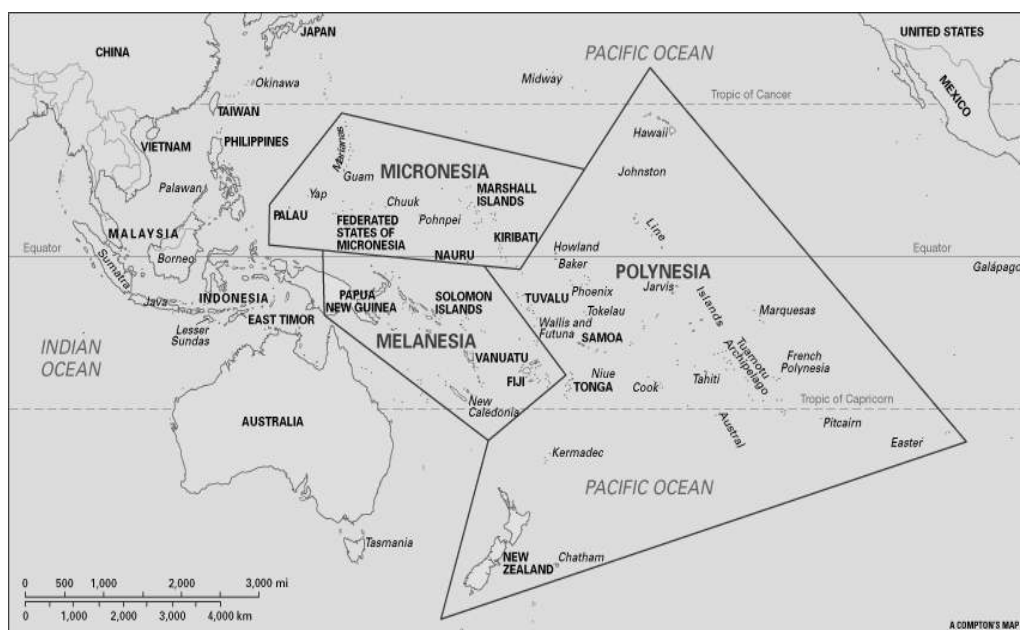 JAPAN
UNITED STATES
CHINA
PACIFIC OCEAN
Okinawa
Midway
MEXICO
TAIWAN
Tropic of Cancer
PHILIPPINES
Hawaii
VIETNAM
Marianas
MICRONESIA
Guam
Johnston
Palawan
Yap
MARSHALL
ISLANDS
Chuuk
PALAU
FEDERATED
STATES OF
MICRONESIA
Pohnpei
Line
MALAYSIA
KIRIBATI
Equator
Howland
Equator
Borneo
NAURU
Baker
Galápago
Sumatra
POLYNESIA
Java
INDONESIA
PAPUA
NEW GUINEA
SOLOMON
ISLANDS
TUVALU
Phoenix
Jarvis
Islands
EAST TIMOR
Tokelau
Marquesas
Lesser
Sundas
Wallis and
Futuna
MELANESIA
SAMOA
INDIAN
OCEAN
VANUATU
Tuamotu
Archipelago
French
Polynesia
FIJI
Niue
TONGA
Cook
Tahiti
New
Caledonia
Tropic of Capricorn
AUSTRALIA
Austral
Pitcairn
Easter
Kermadec
PACIFIC OCEAN
Tasmania
NEW
ZEALAND
Chatham
0 500 1,000 2,000 3,000 mi
0 1,000 2,000 3,000 4,000 km
A COMPTON'S MAP